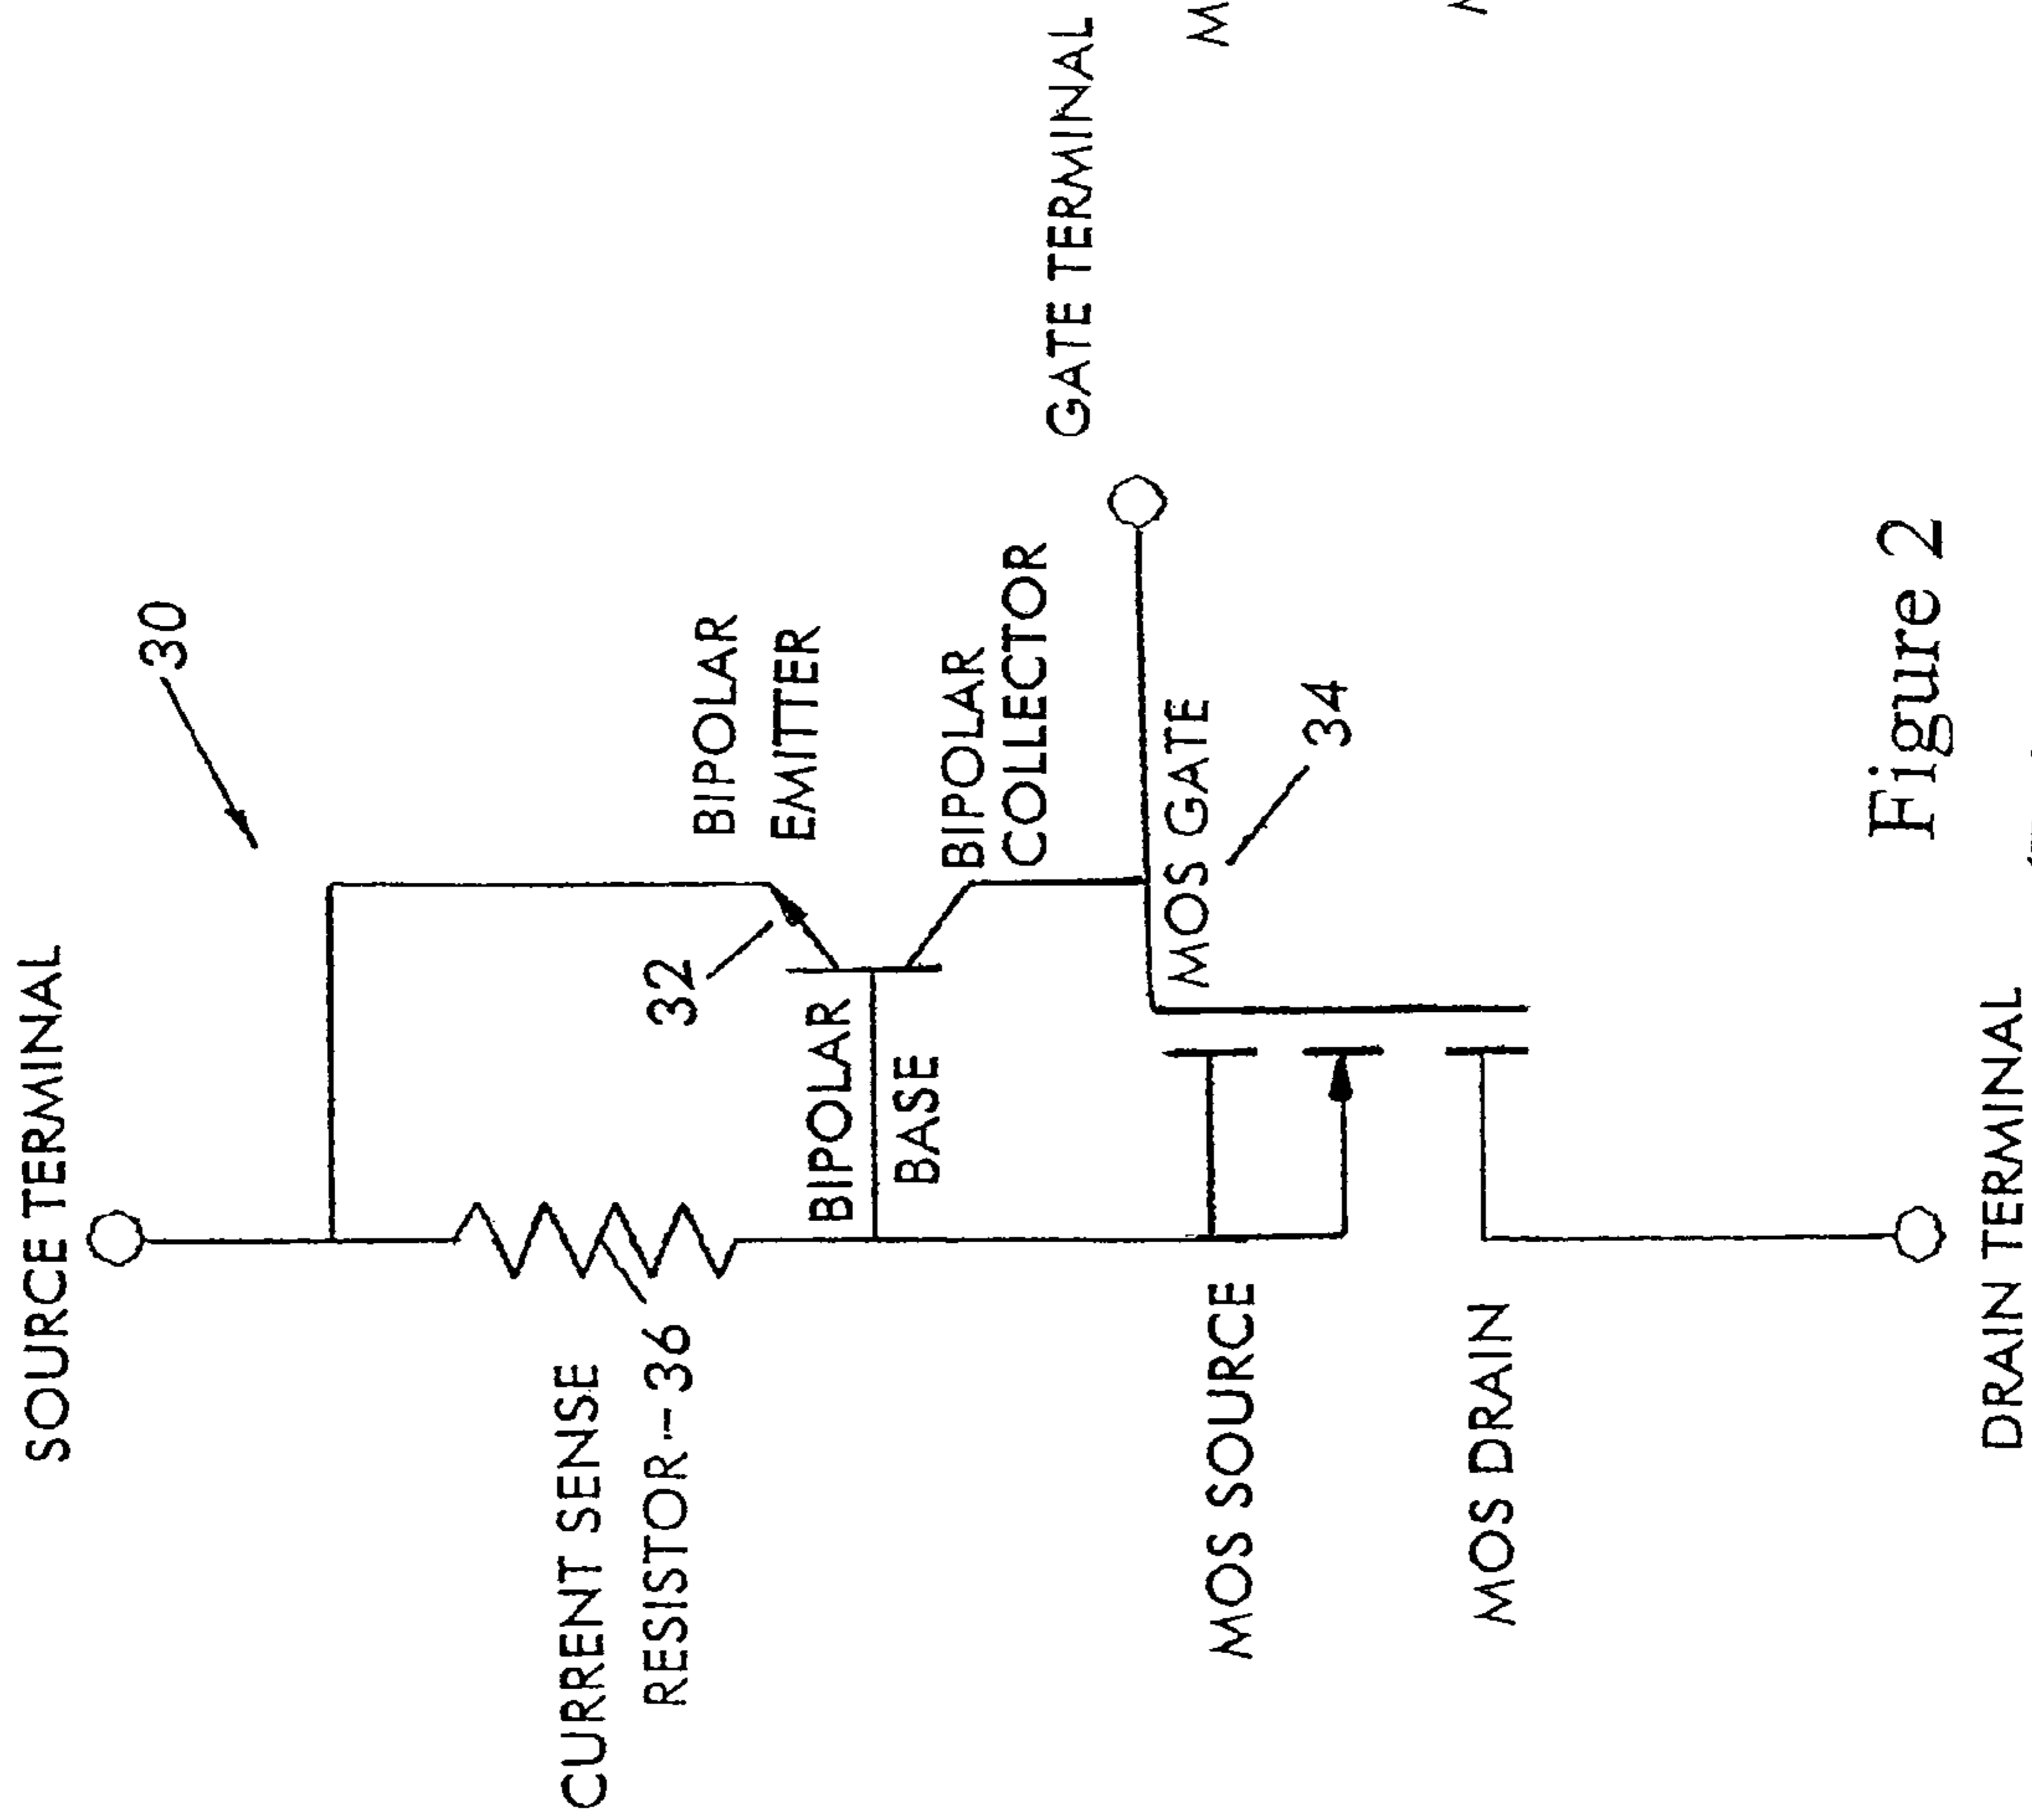 SOURCE TERMINAL
30
CURRENT SENSE
RESISTOR-36
32
BIPOLAR
EMITTER
BIPOLAR
BASE
BIPOLAR
COLLECTOR
GATE TERMINAL
MOS GATE
34
MOS SOURCE
MOS DRAIN
DRAIN TERMINAL
Figure 2